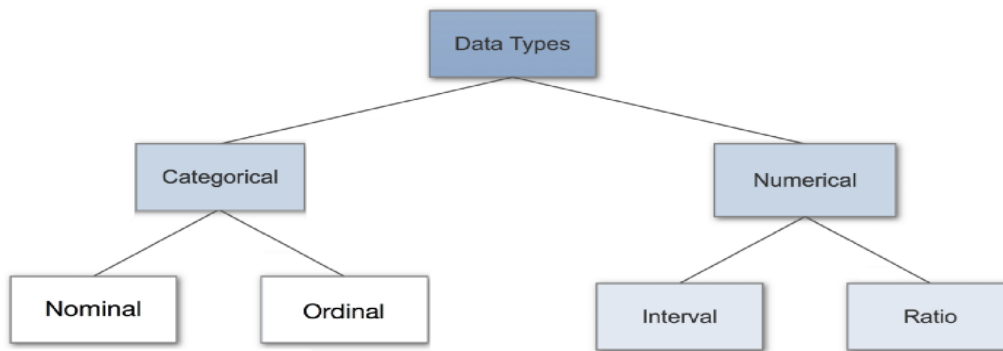 Data Types
Categorical
Numerical
Nominal
Ordinal
Interval
Ratio